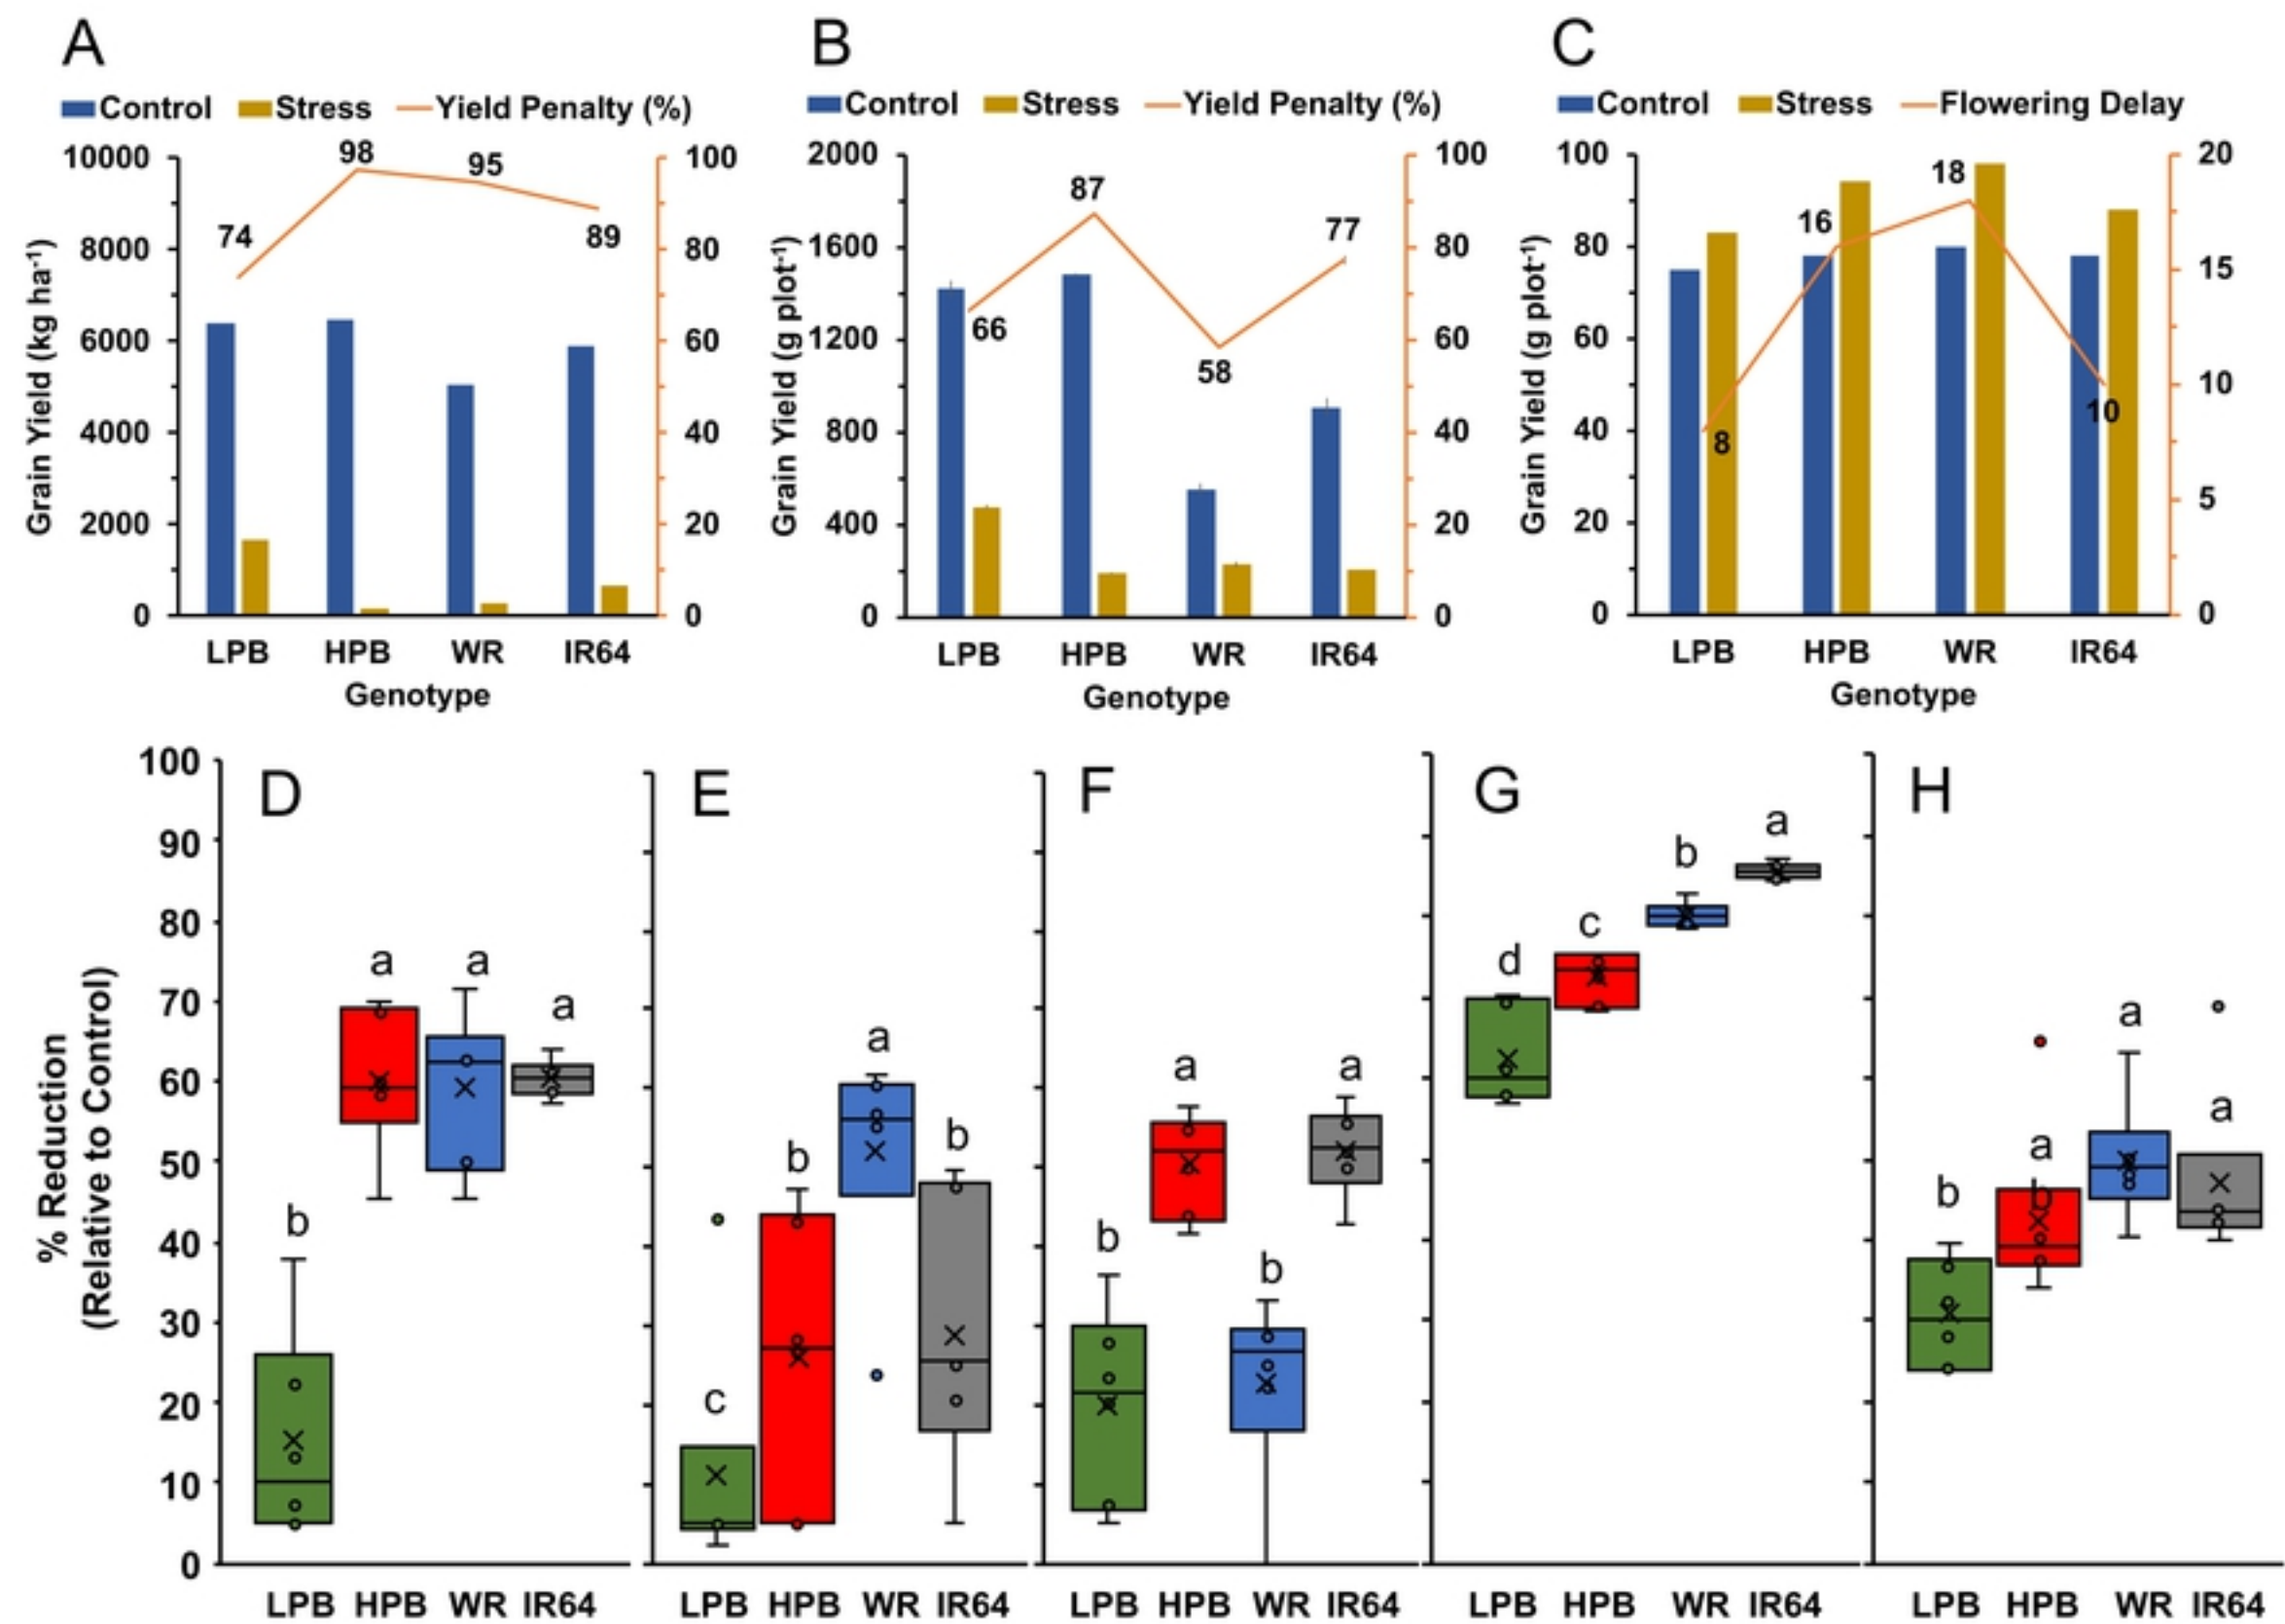 A
Control Stress Yield Penalty (%)
10000
8000
6000
4000
2000
0
Grain Yield (kg ha-1)
74
98
95
89
100
80
60
40
20
0
LPB HPB WR IR64
Genotype
B
Control Stress Yield Penalty (%)
2000
1600
1200
800
400
0
Grain Yield (g plot-1)
66
87
58
77
100
80
60
40
20
0
LPB HPB WR IR64
Genotype
C
Control Stress Flowering Delay
100
80
60
40
20
0
Grain Yield (g plot-1)
8
16
18
10
20
15
10
5
0
LPB HPB WR IR64
Genotype
% Reduction
(Relative to Control)
100
90
80
70
60
50
40
30
20
10
0
D
b
a
a
a
LPB HPB WR IR64
E
c
b
a
b
LPB HPB WR IR64
F
b
a
b
a
LPB HPB WR IR64
G
d
c
b
a
LPB HPB WR IR64
H
b
a
b
a
a
LPB HPB WR IR64